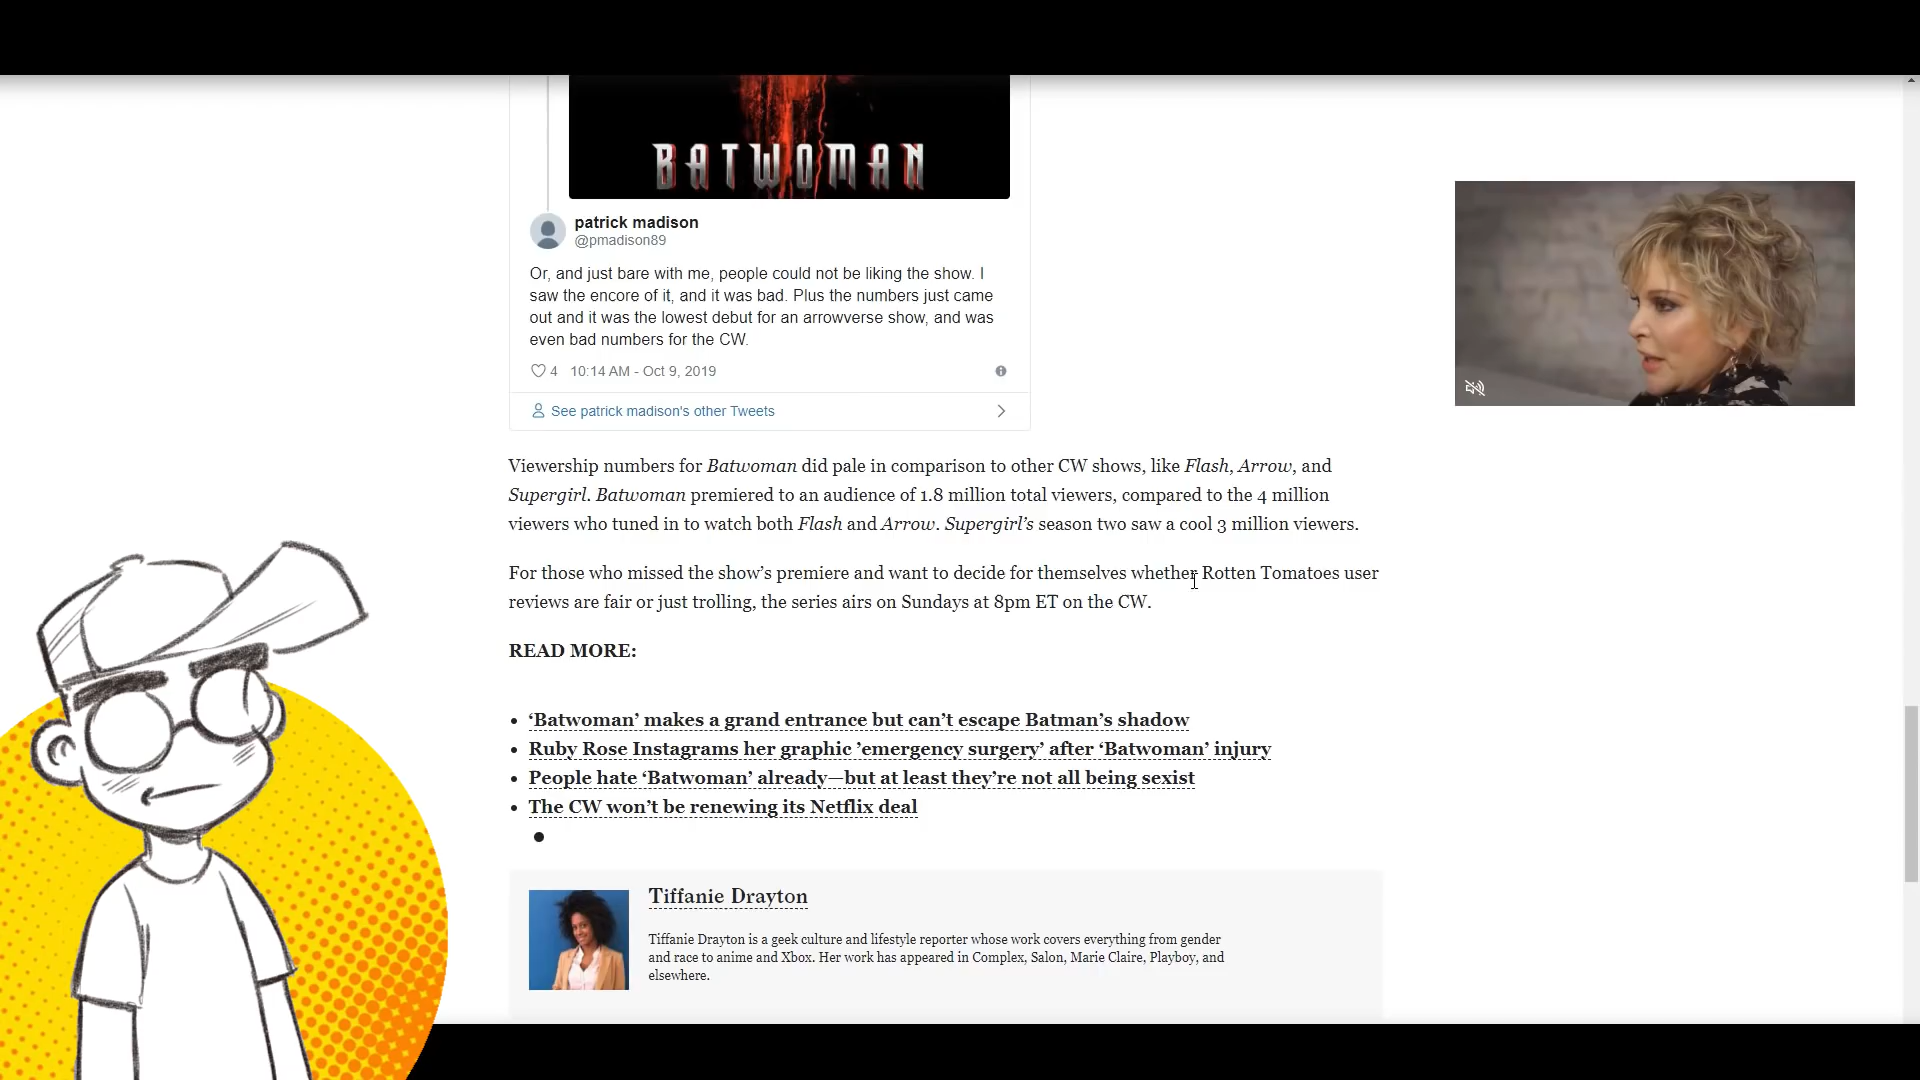 BATWOMAN
patrick madison
@pmadison89
Or, and just bare with me, people could not be liking the show. I
saw the encore of it, and it was bad. Plus the numbers just came
out and it was the lowest debut for an arrowverse show, and was
even bad numbers for the CW.
4 10:14 AM - Oct 9, 2019
See patrick madison's other Tweets
Viewership numbers for Batwoman did pale in comparison to other CW shows, like Flash, Arrow, and
Supergirl. Batwoman premiered to an audience of 1.8 million total viewers, compared to the 4 million
viewers who tuned in to watch both Flash and Arrow. Supergirl’s season two saw a cool 3 million viewers.
For those who missed the show’s premiere and want to decide for themselves whether Rotten Tomatoes user
reviews are fair or just trolling, the series airs on Sundays at 8pm ET on the CW.
READ MORE:
‘Batwoman’ makes a grand entrance but can’t escape Batman’s shadow
Ruby Rose Instagrams her graphic ’emergency surgery’ after ‘Batwoman’ injury
People hate ‘Batwoman’ already—but at least they’re not all being sexist
The CW won’t be renewing its Netflix deal
Tiffanie Drayton
Tiffanie Drayton is a geek culture and lifestyle reporter whose work covers everything from gender
and race to anime and Xbox. Her work has appeared in Complex, Salon, Marie Claire, Playboy, and
elsewhere.